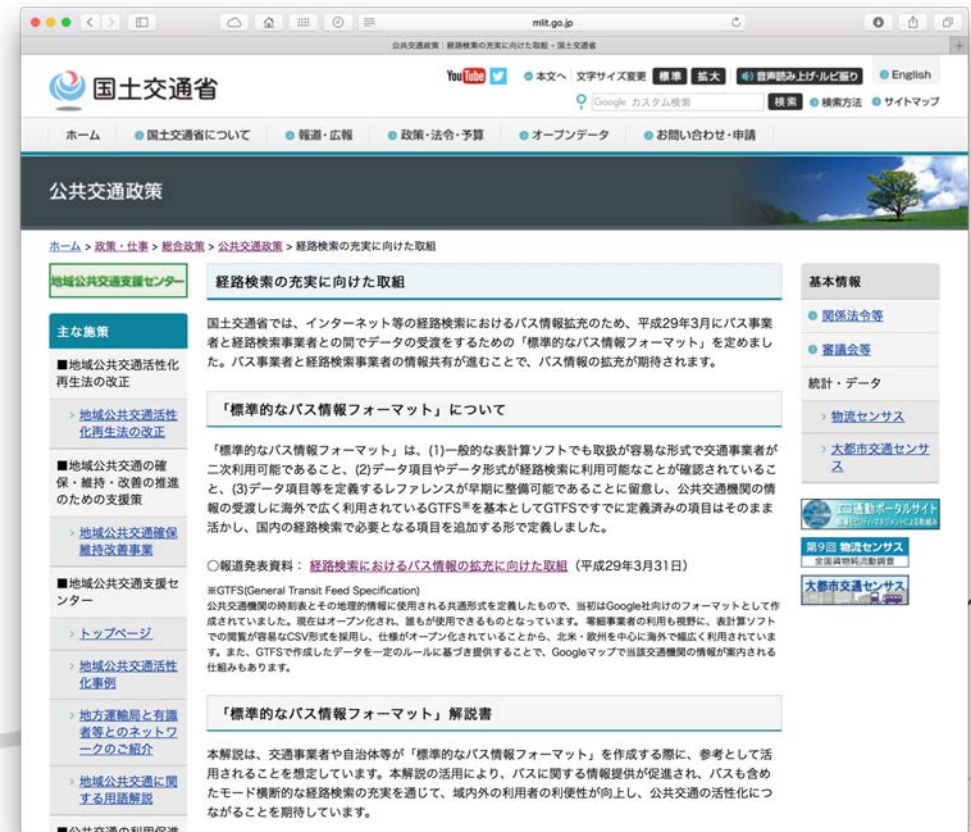 mlit.go.jp
公共交通政策：経路検索の充実に向けた取組 - 国土交通省
国土交通省
YouTube 本文へ 文字サイズ変更 標準 拡大 音声読み上げ・ルビ振り English
Google カスタム検索 検索 検索方法 サイトマップ
ホーム 国土交通省について 報道・広報 政策・法令・予算 オープンデータ お問い合わせ・申請
公共交通政策
ホーム > 政策・仕事 > 総合政策 > 公共交通政策 > 経路検索の充実に向けた取組
地域公共交通支援センター
主な施策
■地域公共交通活性化
再生法の改正
地域公共交通活性
化再生法の改正
■地域公共交通の確
保・維持・改善の推進
のための支援策
地域公共交通確保
維持改善事業
■地域公共交通支援セ
ンター
トップページ
地域公共交通活性
化事例
地方運輸局と有識
者等とのネットワ
ークのご紹介
地域公共交通に関
する用語解説
■公共交通の利用促進
経路検索の充実に向けた取組
国土交通省では、インターネット等の経路検索におけるバス情報拡充のため、平成29年3月にバス事業
者と経路検索事業者との間でデータの受渡をするための「標準的なバス情報フォーマット」を定めまし
た。バス事業者と経路検索事業者の情報共有が進むことで、バス情報の拡充が期待されます。
「標準的なバス情報フォーマット」について
「標準的なバス情報フォーマット」は、(1)一般的な表計算ソフトでも取扱が容易な形式で交通事業者が
二次利用可能であること、(2)データ項目やデータ形式が経路検索に利用可能なことが確認されているこ
と、(3)データ項目等を定義するレファレンスが早期に整備可能であることに留意し、公共交通機関の情
報の受渡しに海外で広く利用されているGTFS※を基本としてGTFSですでに定義済みの項目はそのまま
活かし、国内の経路検索で必要となる項目を追加する形で定義しました。
○報道発表資料： 経路検索におけるバス情報の拡充に向けた取組（平成29年3月31日）
※GTFS(General Transit Feed Specification)
公共交通機関の時刻表とその地理的情報に使用される共通形式を定義したもので、当初はGoogle社向けのフォーマットとして作
成されていました。現在はオープン化され、誰もが使用できるものとなっています。 零細事業者の利用も視野に、表計算ソフト
での閲覧が容易なCSV形式を採用し、仕様がオープン化されていることから、北米・欧州を中心に海外で幅広く利用されていま
す。また、GTFSで作成したデータを一定のルールに基づき提供することで、Googleマップで当該交通機関の情報が案内される
仕組みもあります。
「標準的なバス情報フォーマット」解説書
本解説は、交通事業者や自治体等が「標準的なバス情報フォーマット」を作成する際に、参考として活
用されることを想定しています。本解説の活用により、バスに関する情報提供が促進され、バスも含め
たモード横断的な経路検索の充実を通じて、域内外の利用者の利便性が向上し、公共交通の活性化につ
ながることを期待しています。
基本情報
関係法令等
審議会等
統計・データ
物流センサス
大都市交通センサ
ス
エコ通勤ポータルサイト
第9回 物流センサス
全国貨物純流動調査
大都市交通センサス